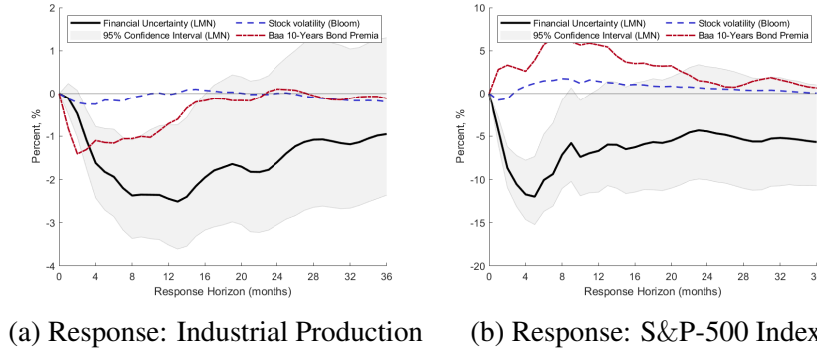 Financial Uncertainty (LMN)
95% Confidence Interval (LMN)
Stock volatility (Bloom)
Baa 10-Years Bond Premia
2
1
0
-1
-2
-3
-4
Percent, %
0 4 8 12 16 20 24 28 32 36
Response Horizon (months)
(a) Response: Industrial Production
Financial Uncertainty (LMN)
95% Confidence Interval (LMN)
Stock volatility (Bloom)
Baa 10-Years Bond Premia
10
5
0
-5
-10
-15
-20
Percent, %
0 4 8 12 16 20 24 28 32 36
Response Horizon (months)
(b) Response: S&P-500 Index